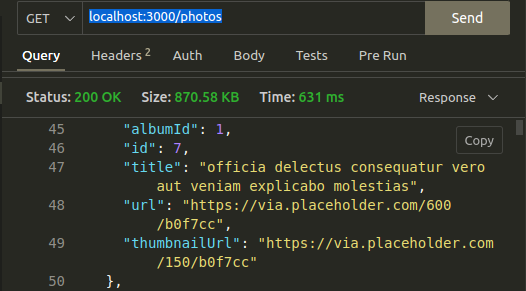 GET localhost:3000/photos Send
Query Headers 2 Auth Body Tests Pre Run
Status: 200 OK Size: 870.58 KB Time: 631 ms Response
45 "albumId": 1,
Copy
46 "id": 7,
47 "title": "officia delectus consequatur vero
aut veniam explicabo molestias",
48 "url": "https://via.placeholder.com/600
/b0f7cc",
49 "thumbnailUrl": "https://via.placeholder.com
/150/b0f7cc"
50 },